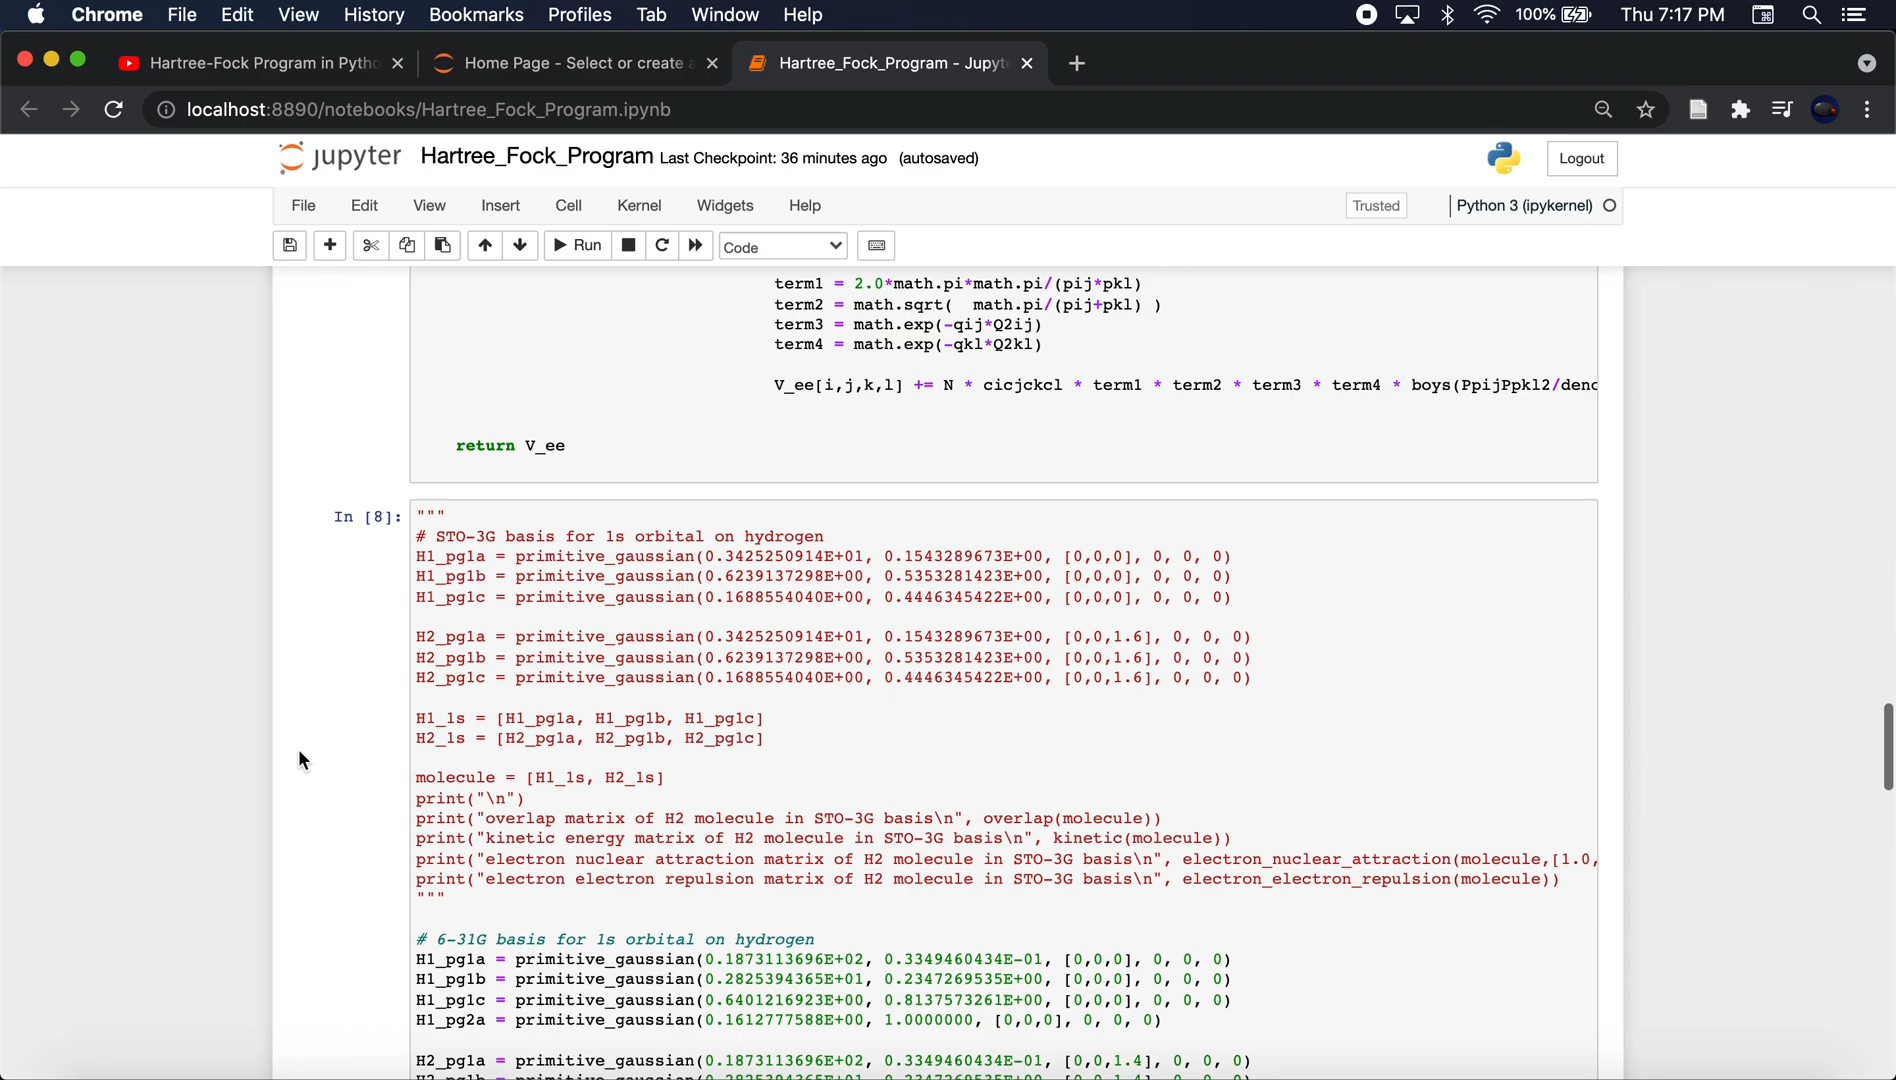 Chrome File Edit View History Bookmarks Profiles Tab Window Help 100% Thu 7:17 PM
Hartree-Fock Program in Pytho Home Page - Select or create a Hartree_Fock_Program - Jupyt
localhost:8890/notebooks/Hartree_Fock_Program.ipynb
jupyter Hartree_Fock_Program Last Checkpoint: 36 minutes ago (autosaved) Logout
File Edit View Insert Cell Kernel Widgets Help Trusted Python 3 (ipykernel)
Run Code
term1 = 2.0*math.pi*math.pi/(pij*pkl)
term2 = math.sqrt( math.pi/(pij+pkl) )
term3 = math.exp(-qij*Q2ij)
term4 = math.exp(-qkl*Q2kl)
V_ee[i,j,k,l] += N * cicjckcl * term1 * term2 * term3 * term4 * boys(PpijPpkl2/deno
return V_ee
In [8]: """
# STO-3G basis for 1s orbital on hydrogen
H1_pg1a = primitive_gaussian(0.3425250914E+01, 0.1543289673E+00, [0,0,0], 0, 0, 0)
H1_pg1b = primitive_gaussian(0.6239137298E+00, 0.5353281423E+00, [0,0,0], 0, 0, 0)
H1_pg1c = primitive_gaussian(0.1688554040E+00, 0.4446345422E+00, [0,0,0], 0, 0, 0)
H2_pg1a = primitive_gaussian(0.3425250914E+01, 0.1543289673E+00, [0,0,1.6], 0, 0, 0)
H2_pg1b = primitive_gaussian(0.6239137298E+00, 0.5353281423E+00, [0,0,1.6], 0, 0, 0)
H2_pg1c = primitive_gaussian(0.1688554040E+00, 0.4446345422E+00, [0,0,1.6], 0, 0, 0)
H1_1s = [H1_pg1a, H1_pg1b, H1_pg1c]
H2_1s = [H2_pg1a, H2_pg1b, H2_pg1c]
molecule = [H1_1s, H2_1s]
print("\n")
print("overlap matrix of H2 molecule in STO-3G basis\n", overlap(molecule))
print("kinetic energy matrix of H2 molecule in STO-3G basis\n", kinetic(molecule))
print("electron nuclear attraction matrix of H2 molecule in STO-3G basis\n", electron_nuclear_attraction(molecule,[1.0,
print("electron electron repulsion matrix of H2 molecule in STO-3G basis\n", electron_electron_repulsion(molecule))
"""
# 6-31G basis for 1s orbital on hydrogen
H1_pg1a = primitive_gaussian(0.1873113696E+02, 0.3349460434E-01, [0,0,0], 0, 0, 0)
H1_pg1b = primitive_gaussian(0.2825394365E+01, 0.2347269535E+00, [0,0,0], 0, 0, 0)
H1_pg1c = primitive_gaussian(0.6401216923E+00, 0.8137573261E+00, [0,0,0], 0, 0, 0)
H1_pg2a = primitive_gaussian(0.1612777588E+00, 1.0000000, [0,0,0], 0, 0, 0)
H2_pg1a = primitive_gaussian(0.1873113696E+02, 0.3349460434E-01, [0,0,1.4], 0, 0, 0)